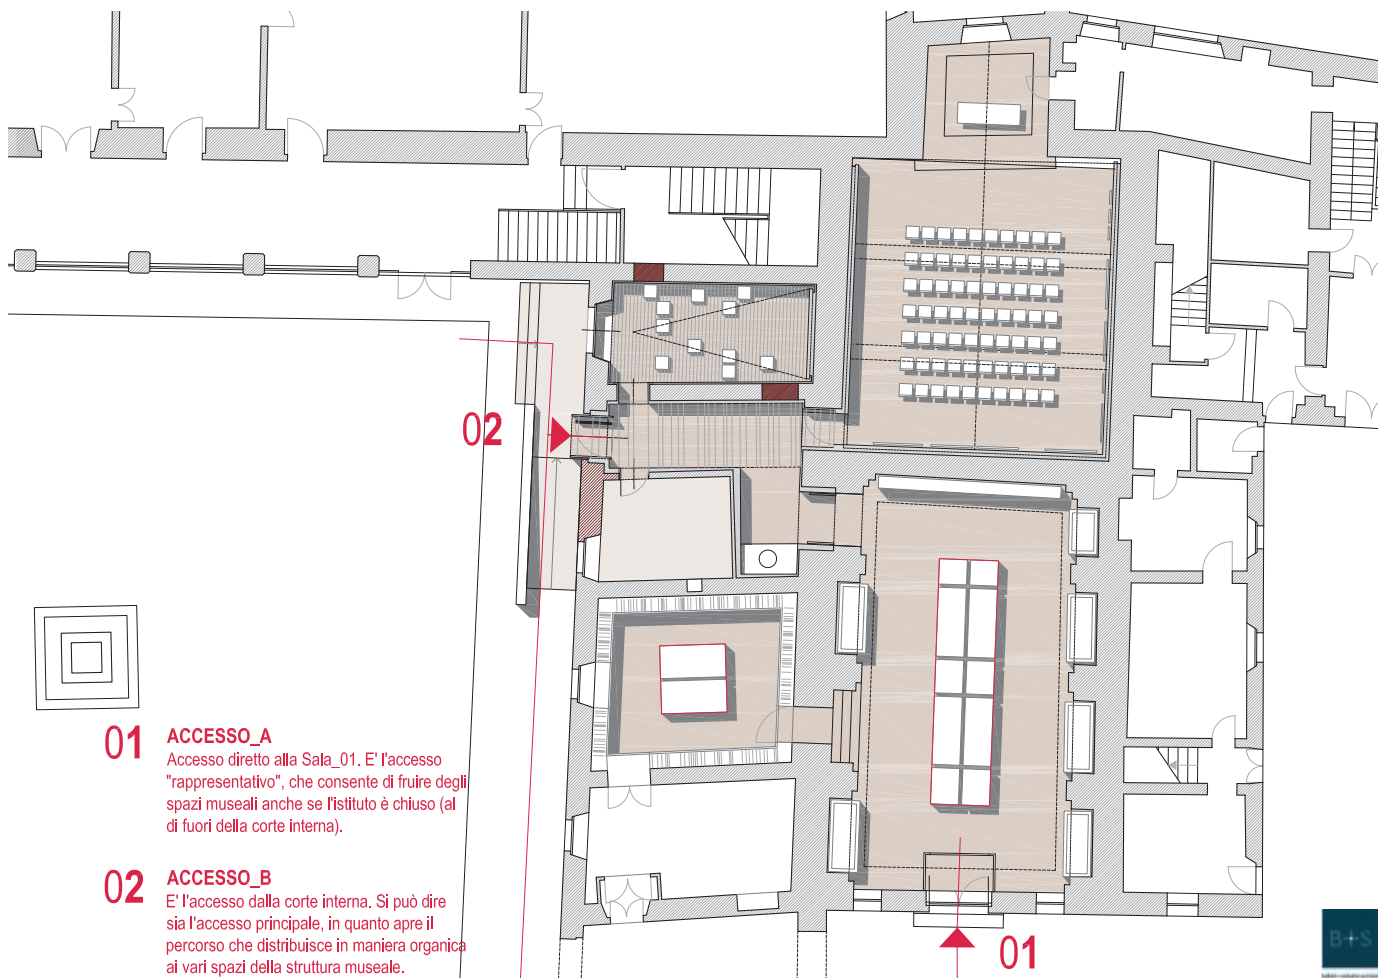 02
01
ACCESSO_A
Accesso diretto alla Sala_01. E' l'accesso
"rappresentativo", che consente di fruire degli
spazi museali anche se l'istituto è chiuso (al
di fuori della corte interna).
02
ACCESSO_B
E' l'accesso dalla corte interna. Si può dire
sia l'accesso principale, in quanto apre il
percorso che distribuisce in maniera organica
ai vari spazi della struttura museale.
01
B+S